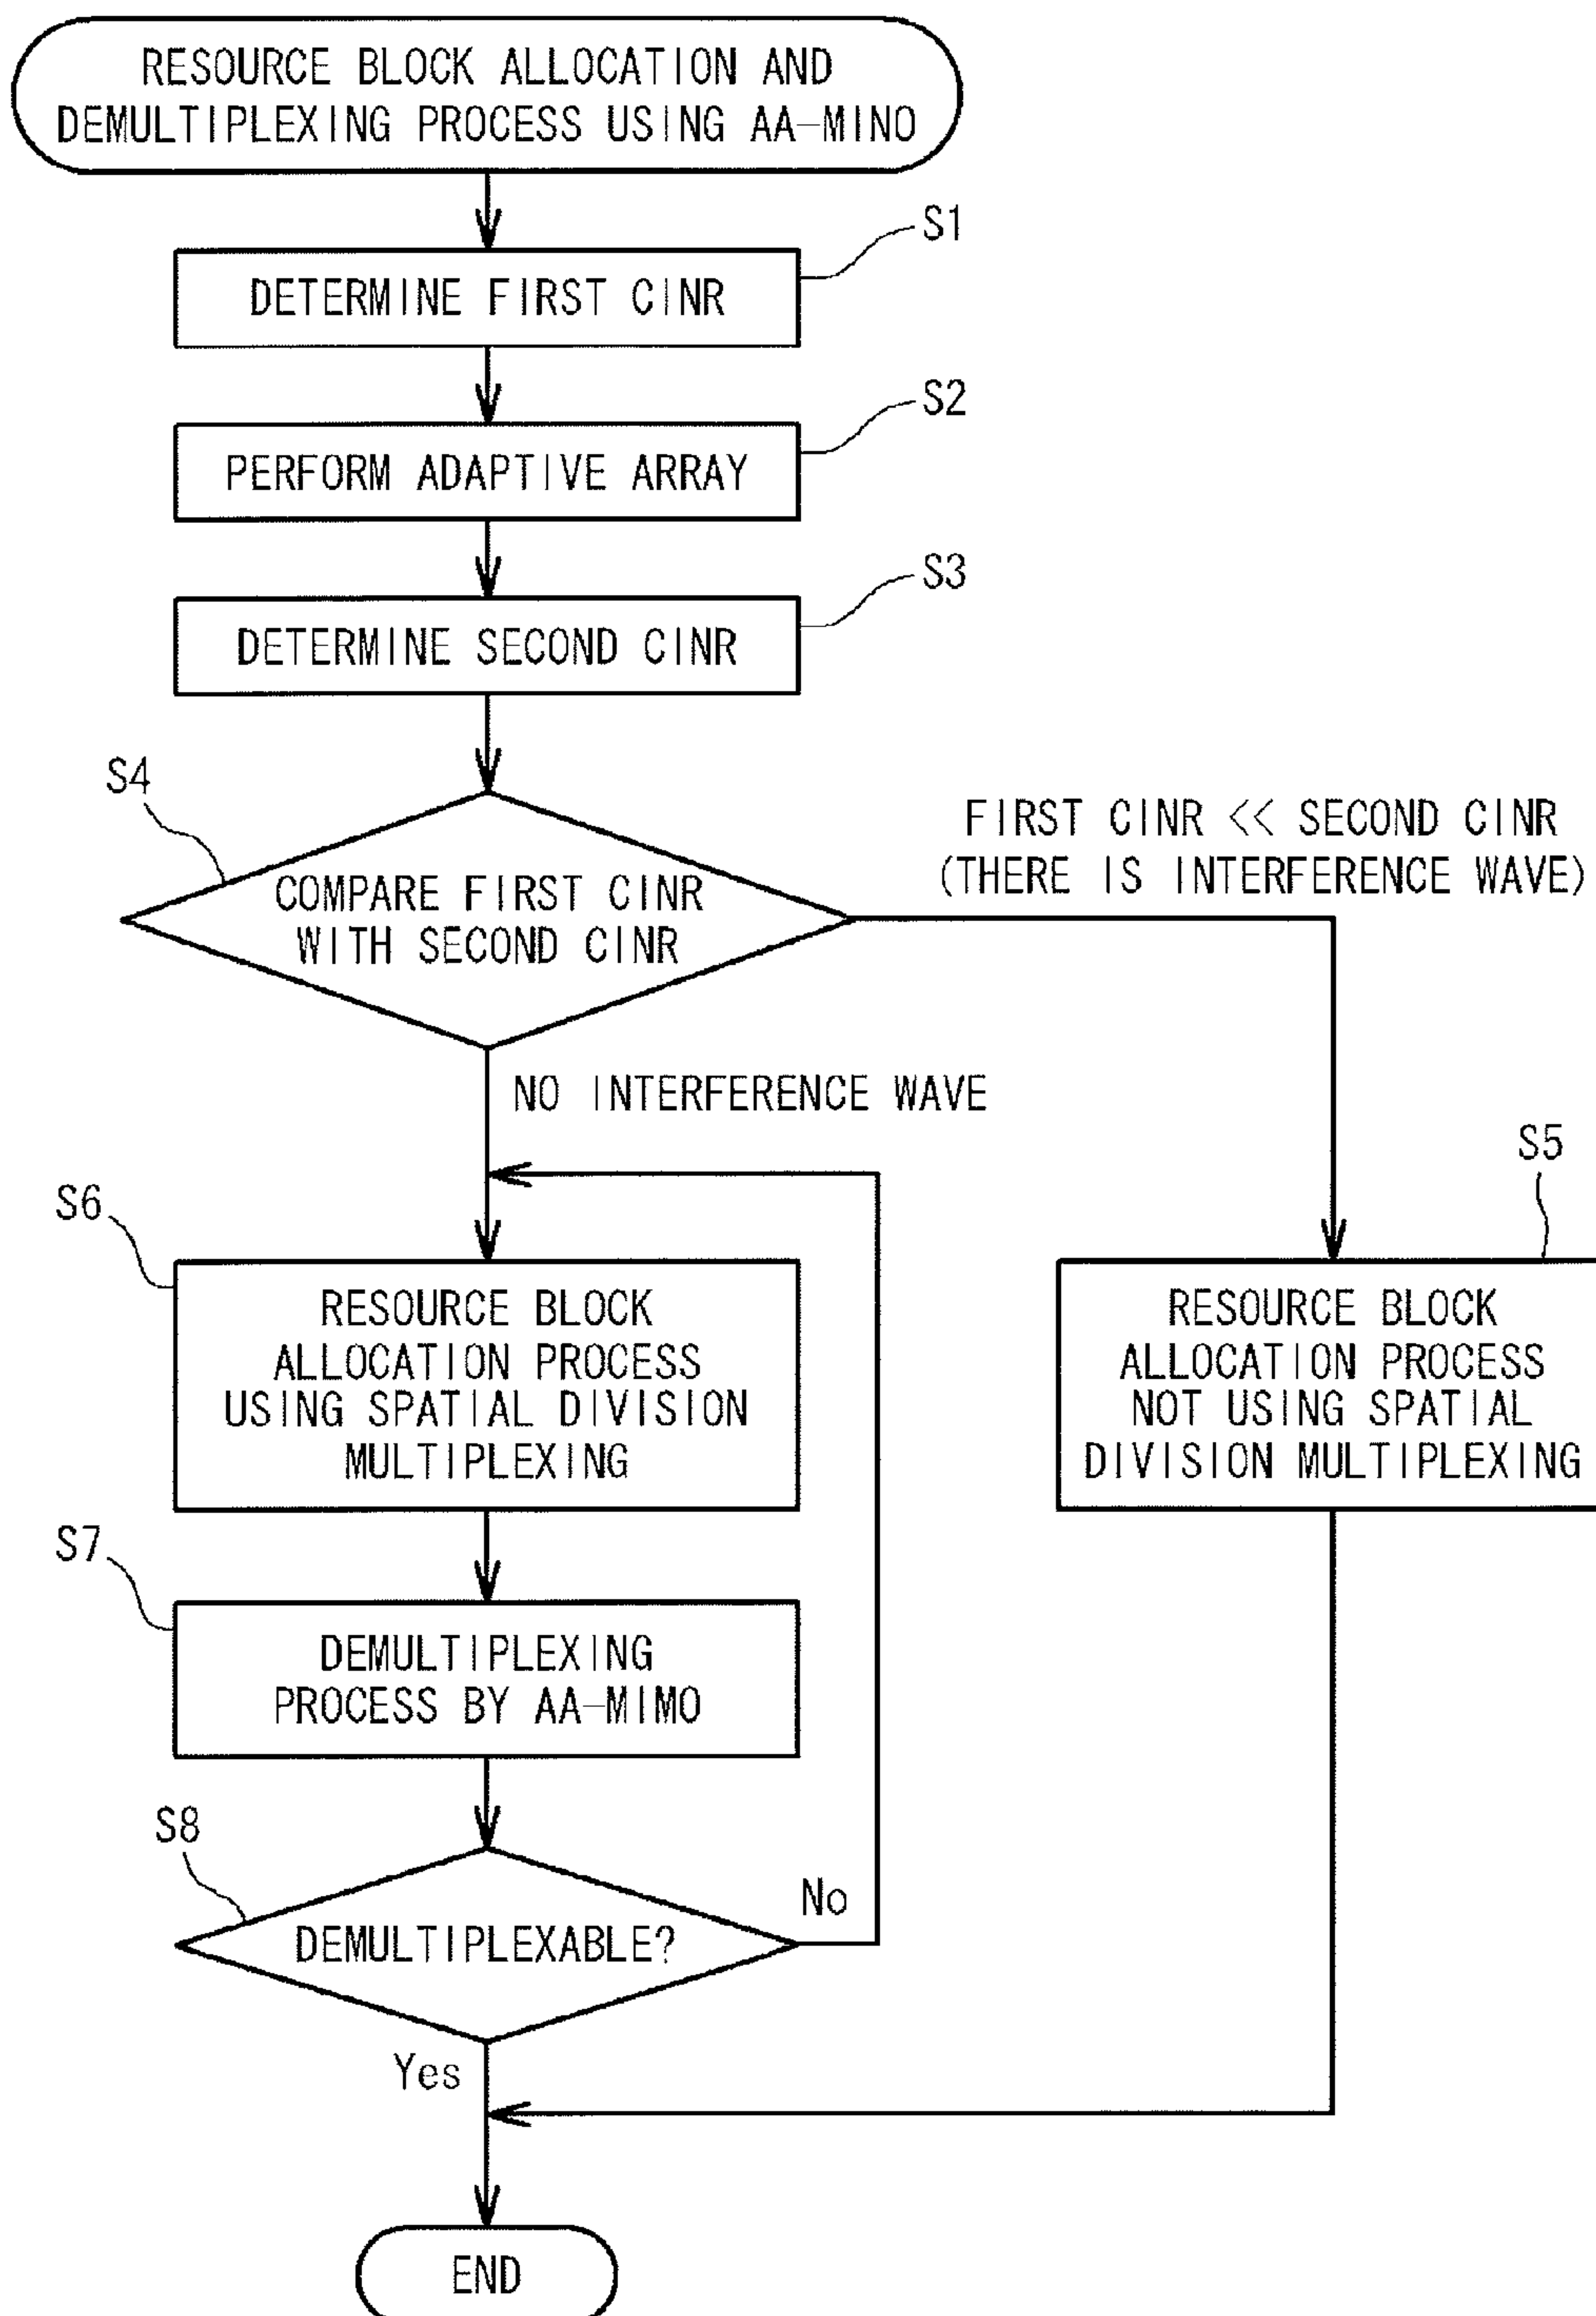 RESOURCE BLOCK ALLOCATION AND
DEMULTIPLEXING PROCESS USING AA-MINO
S1
DETERMINE FIRST CINR
S2
PERFORM ADAPTIVE ARRAY
S3
DETERMINE SECOND CINR
S4
FIRST CINR << SECOND CINR
(THERE IS INTERFERENCE WAVE)
COMPARE FIRST CINR
WITH SECOND CINR
NO INTERFERENCE WAVE
S5
S6
RESOURCE BLOCK
ALLOCATION PROCESS
USING SPATIAL DIVISION
MULTIPLEXING
RESOURCE BLOCK
ALLOCATION PROCESS
NOT USING SPATIAL
DIVISION MULTIPLEXING
S7
DEMULTIPLEXING
PROCESS BY AA-MIMO
S8
No
DEMULTIPLEXABLE?
Yes
END